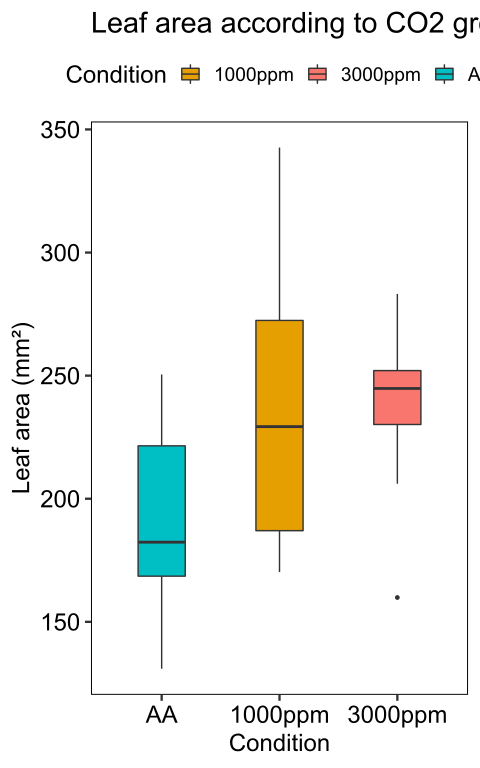 Leaf area according to CO2 gr
Condition 1000ppm 3000ppm A
350
300
250
200
150
Leaf area (mm²)
AA 1000ppm 3000ppm
Condition